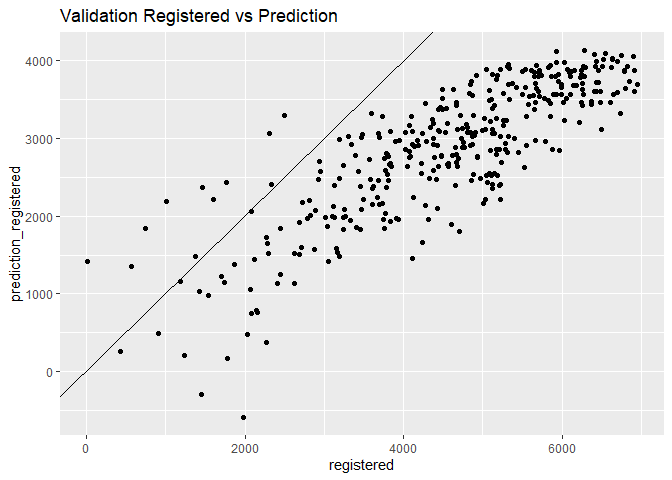 Validation Registered vs Prediction
4000
3000
2000
1000
0
prediction_registered
0 2000 4000 6000
registered